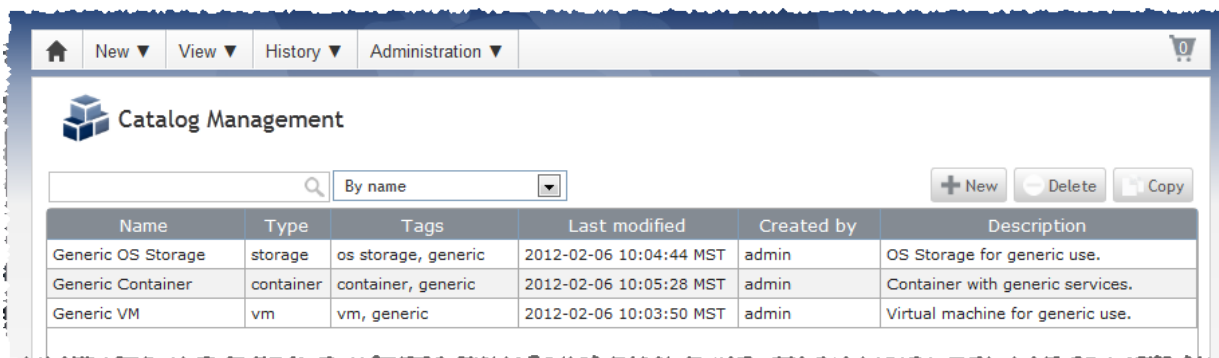 New ▼ View ▼ History ▼ Administration ▼ 0
Catalog Management
By name New Delete Copy
Name Type Tags Last modified Created by Description
Generic OS Storage storage os storage, generic 2012-02-06 10:04:44 MST admin OS Storage for generic use.
Generic Container container container, generic 2012-02-06 10:05:28 MST admin Container with generic services.
Generic VM vm vm, generic 2012-02-06 10:03:50 MST admin Virtual machine for generic use.